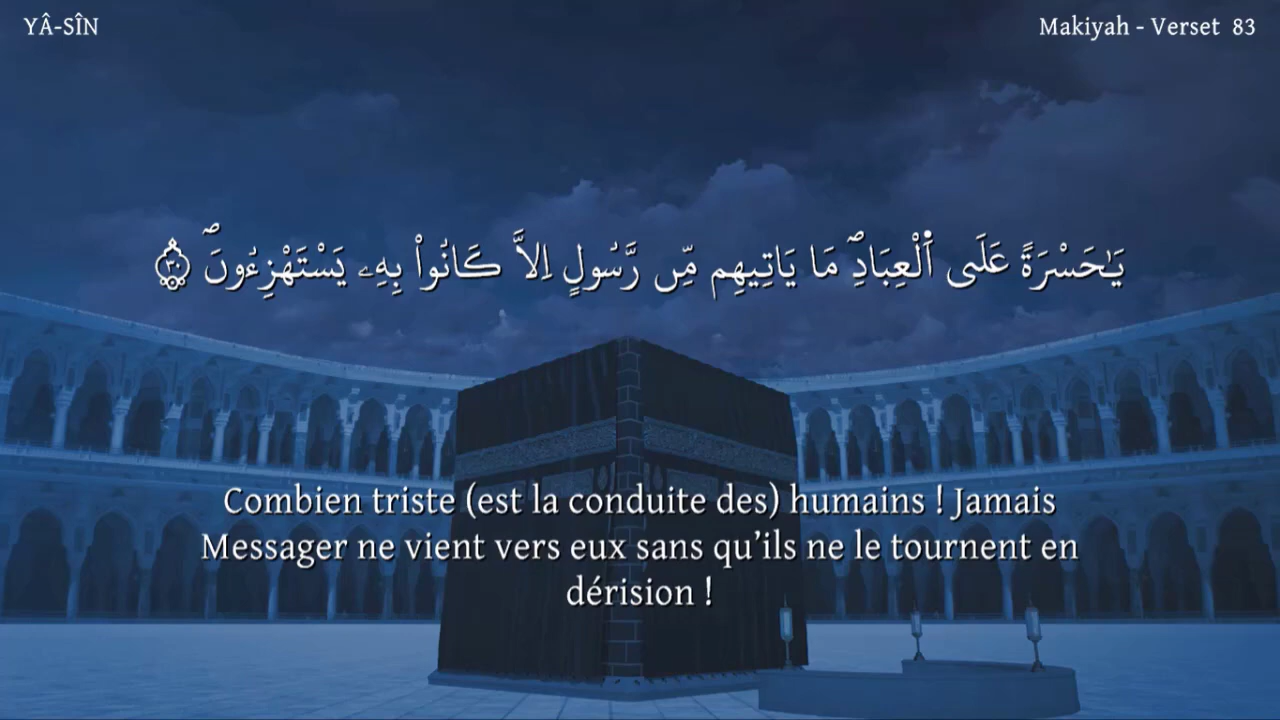 YÂ-SÎN
Makiyah - Verset 83
يَٰحَسْرَةً عَلَى اَ۬لْعِبَادِۖ مَا يَاتِيهِم مِّن رَّسُولٍ اِلَّا كَانُواْ بِهِۦ يَسْتَهْزِءُونَۖ ۝٣٠
Combien triste (est la conduite des) humains ! Jamais
Messager ne vient vers eux sans qu’ils ne le tournent en
dérision !